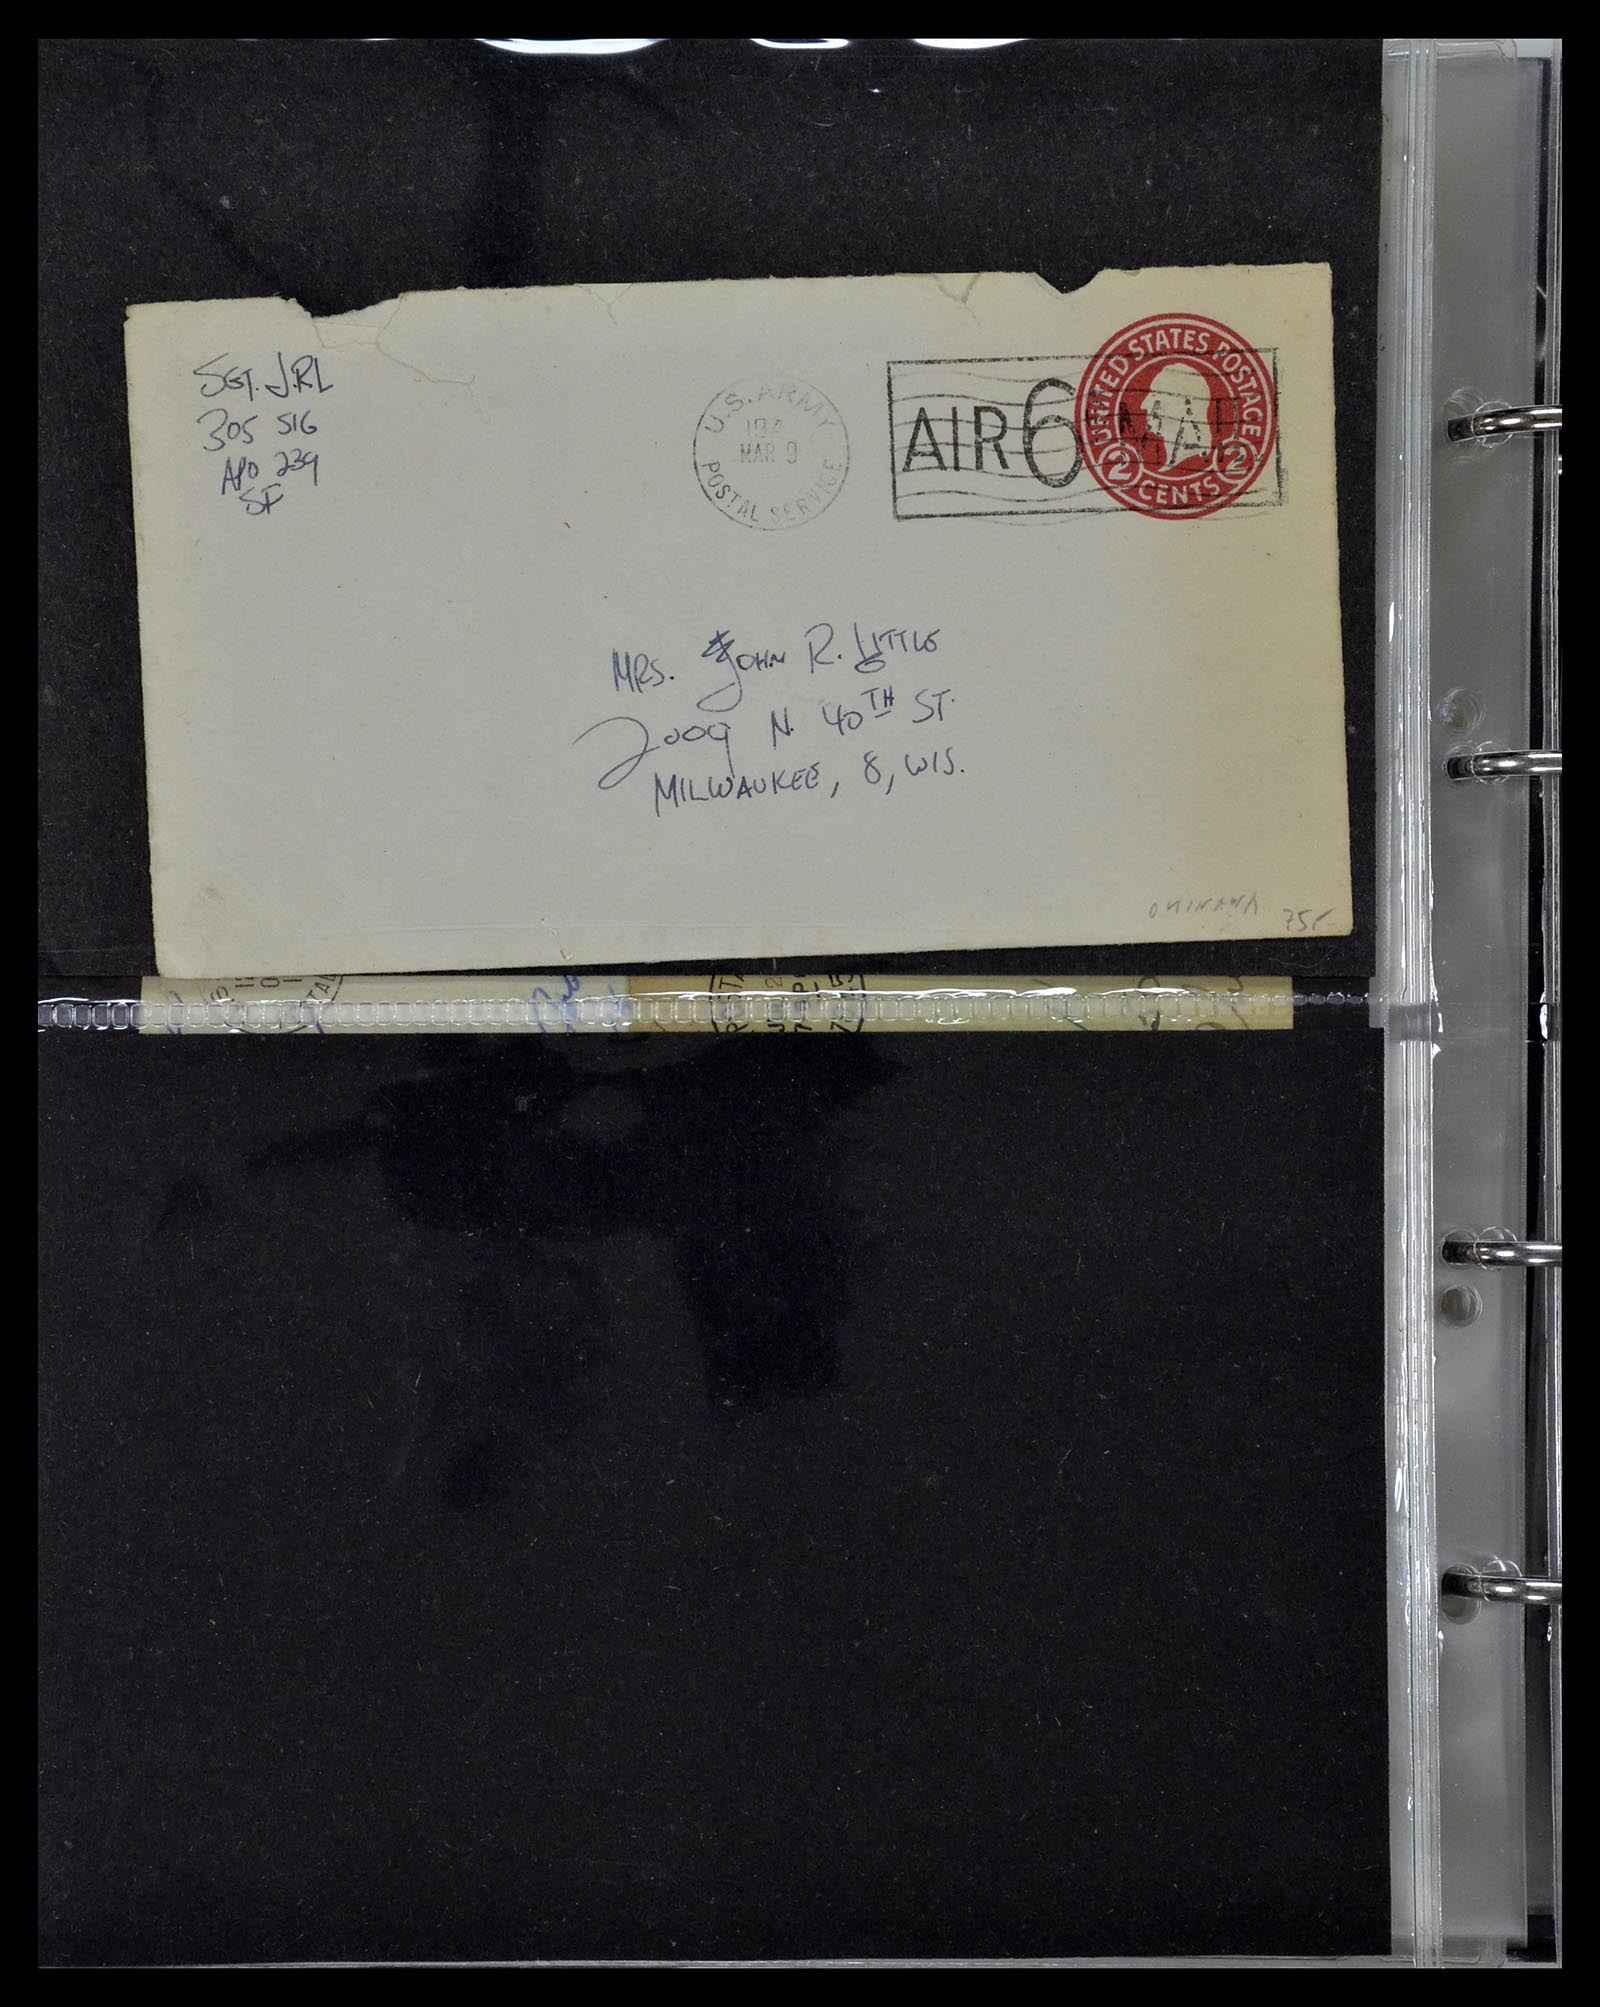 SGT. J.R.L
305 SIG
APO 239
SF
U.S. ARMY
194
MAR 9
POSTAL SERVICE
AIR 6¢ MAIL
UNITED STATES POSTAGE
2 CENTS 2
MRS. JOHN R. LITTLE
2009 N. 40TH ST.
MILWAUKEE, 8, WIS.
OKINAWA 75,-